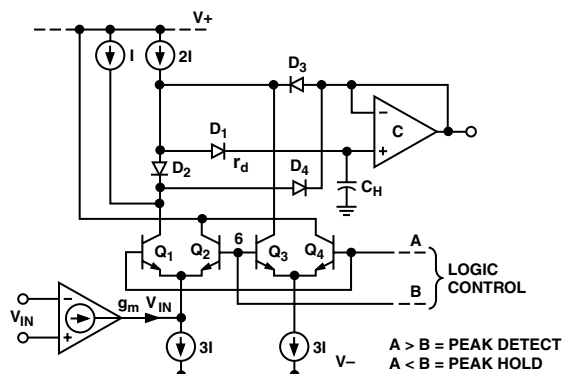 V+
I
2I
D3
D1
rd
C
D2
D4
CH
6
A
Q1
Q2
Q3
Q4
LOGIC
CONTROL
B
gm VIN
VIN
3I
3I
V–
A > B = PEAK DETECT
A < B = PEAK HOLD